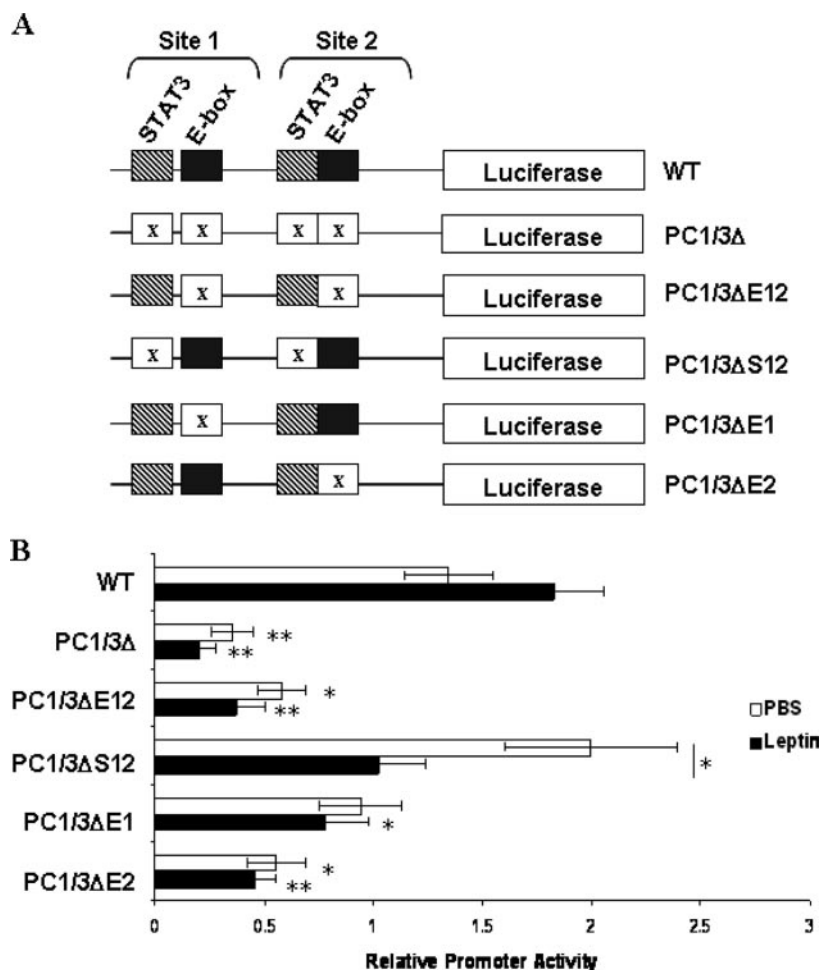 A
Site 1 Site 2
STAT3 E-box STAT3 E-box
Luciferase WT
x x x x Luciferase PC1/3Δ
x x Luciferase PC1/3ΔE12
x x Luciferase PC1/3ΔS12
x Luciferase PC1/3ΔE1
x Luciferase PC1/3ΔE2
B
WT
PC1/3Δ ** **
PC1/3ΔE12 * **
PC1/3ΔS12 *
PC1/3ΔE1 *
PC1/3ΔE2 * **
PBS
Leptin
0 0.5 1 1.5 2 2.5 3
Relative Promoter Activity